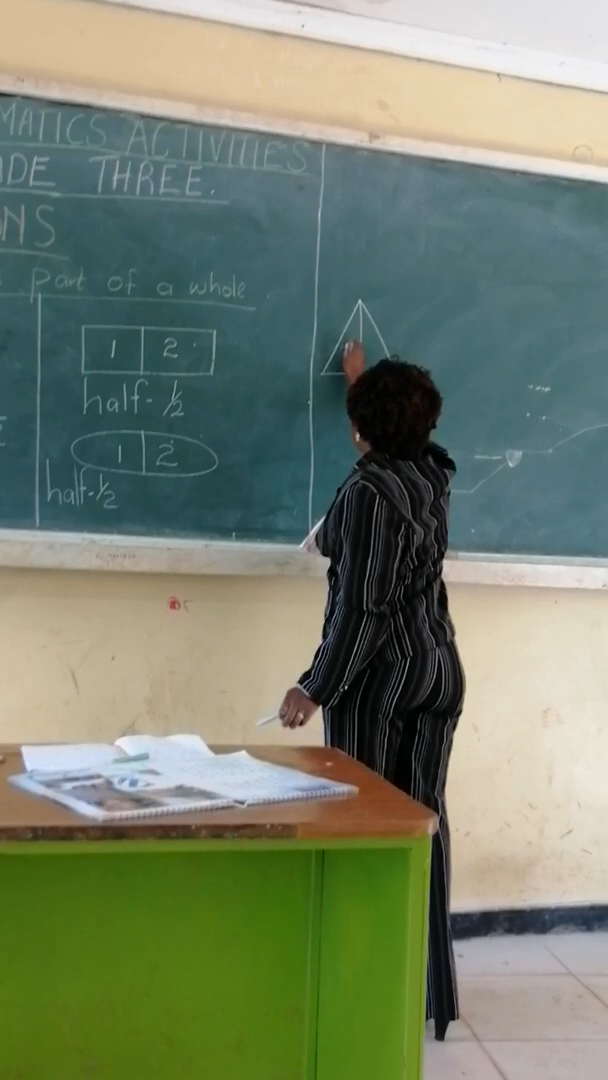 MATICS ACTIVITIES
ADE THREE.
NS
part of a whole
1 2
half - 1/2
1 2
half - 1/2